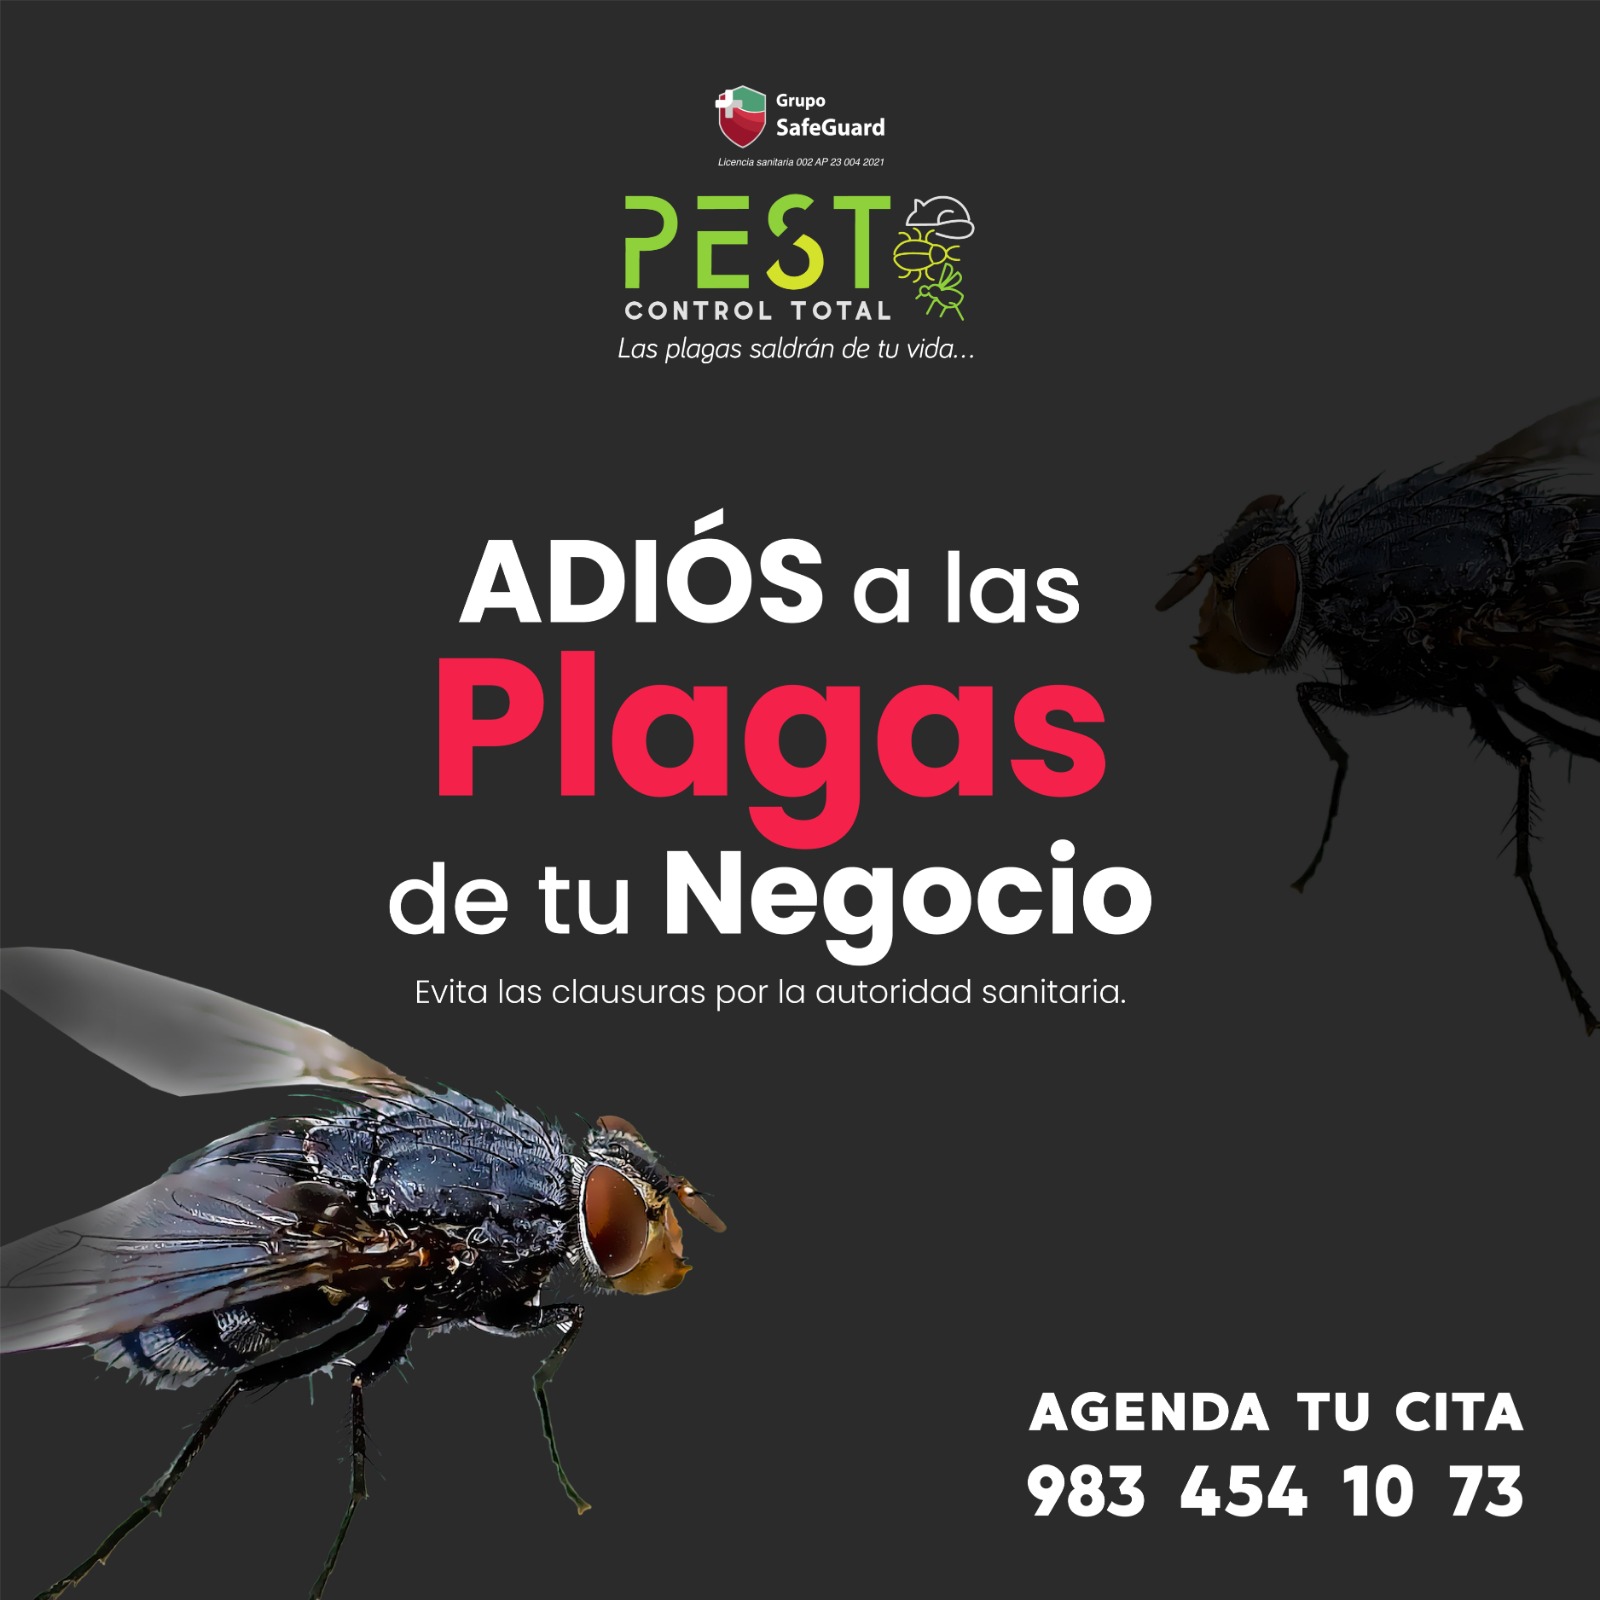 Grupo
SafeGuard
Licencia sanitaria 002 AP 23 004 2021
PEST
CONTROL TOTAL
Las plagas saldrán de tu vida...
ADIÓS a las
Plagas
de tu Negocio
Evita las clausuras por la autoridad sanitaria.
AGENDA TU CITA
983 454 10 73